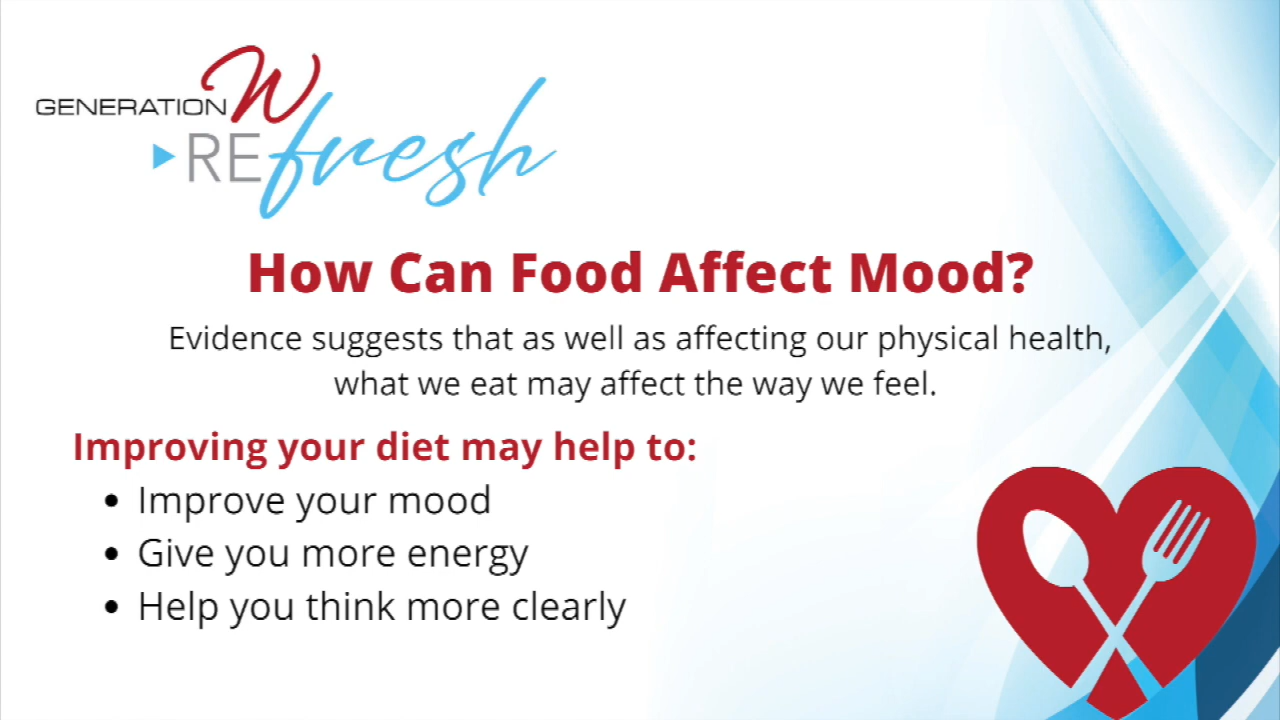 GENERATION W
REfresh
How Can Food Affect Mood?
Evidence suggests that as well as affecting our physical health,
what we eat may affect the way we feel.
Improving your diet may help to:
• Improve your mood
• Give you more energy
• Help you think more clearly